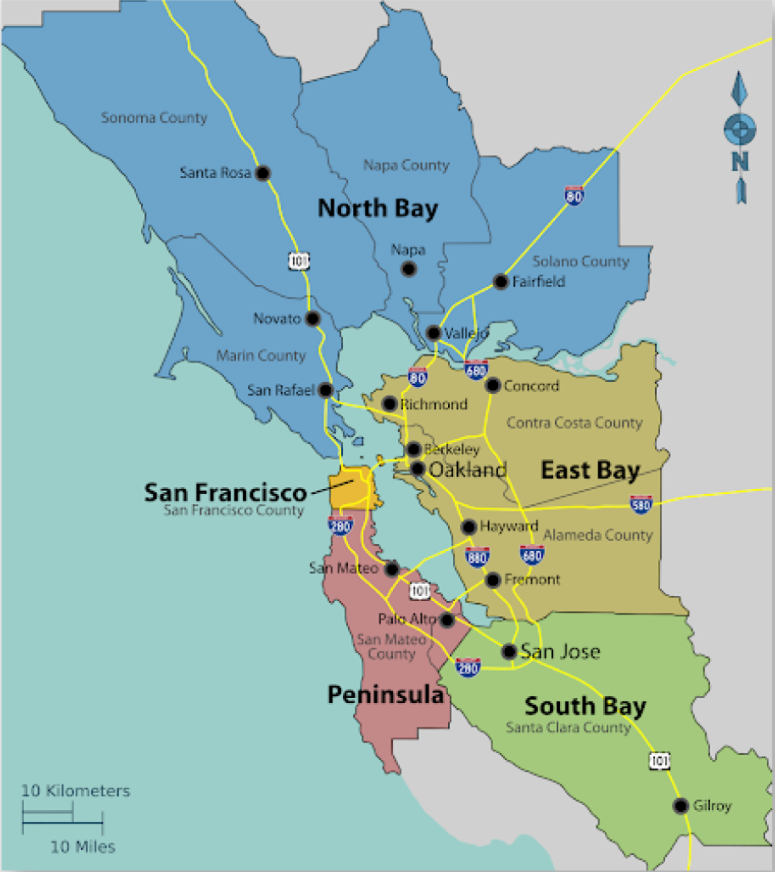 Sonoma County
Napa County
Santa Rosa
North Bay
80
N
101
Napa
Solano County
Fairfield
Novato
Vallejo
Marin County
80
680
San Rafael
Concord
Richmond
Contra Costa County
Berkeley
Oakland
East Bay
San Francisco
San Francisco County
580
280
Hayward
Alameda County
880
680
San Mateo
101
Fremont
Palo Alto
San Mateo
County
San Jose
280
Peninsula
South Bay
Santa Clara County
101
10 Kilometers
10 Miles
Gilroy